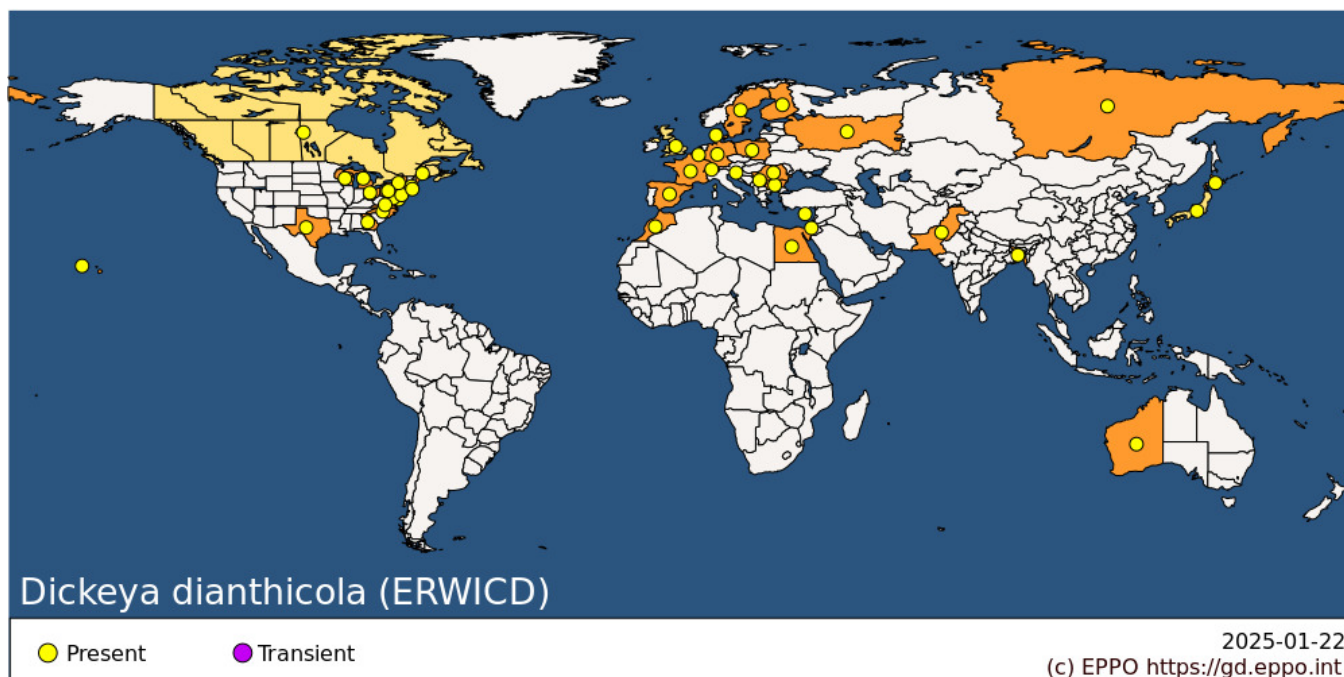 Dickeya dianthicola (ERWICD)
Present
Transient
2025-01-22
(c) EPPO https://gd.eppo.int